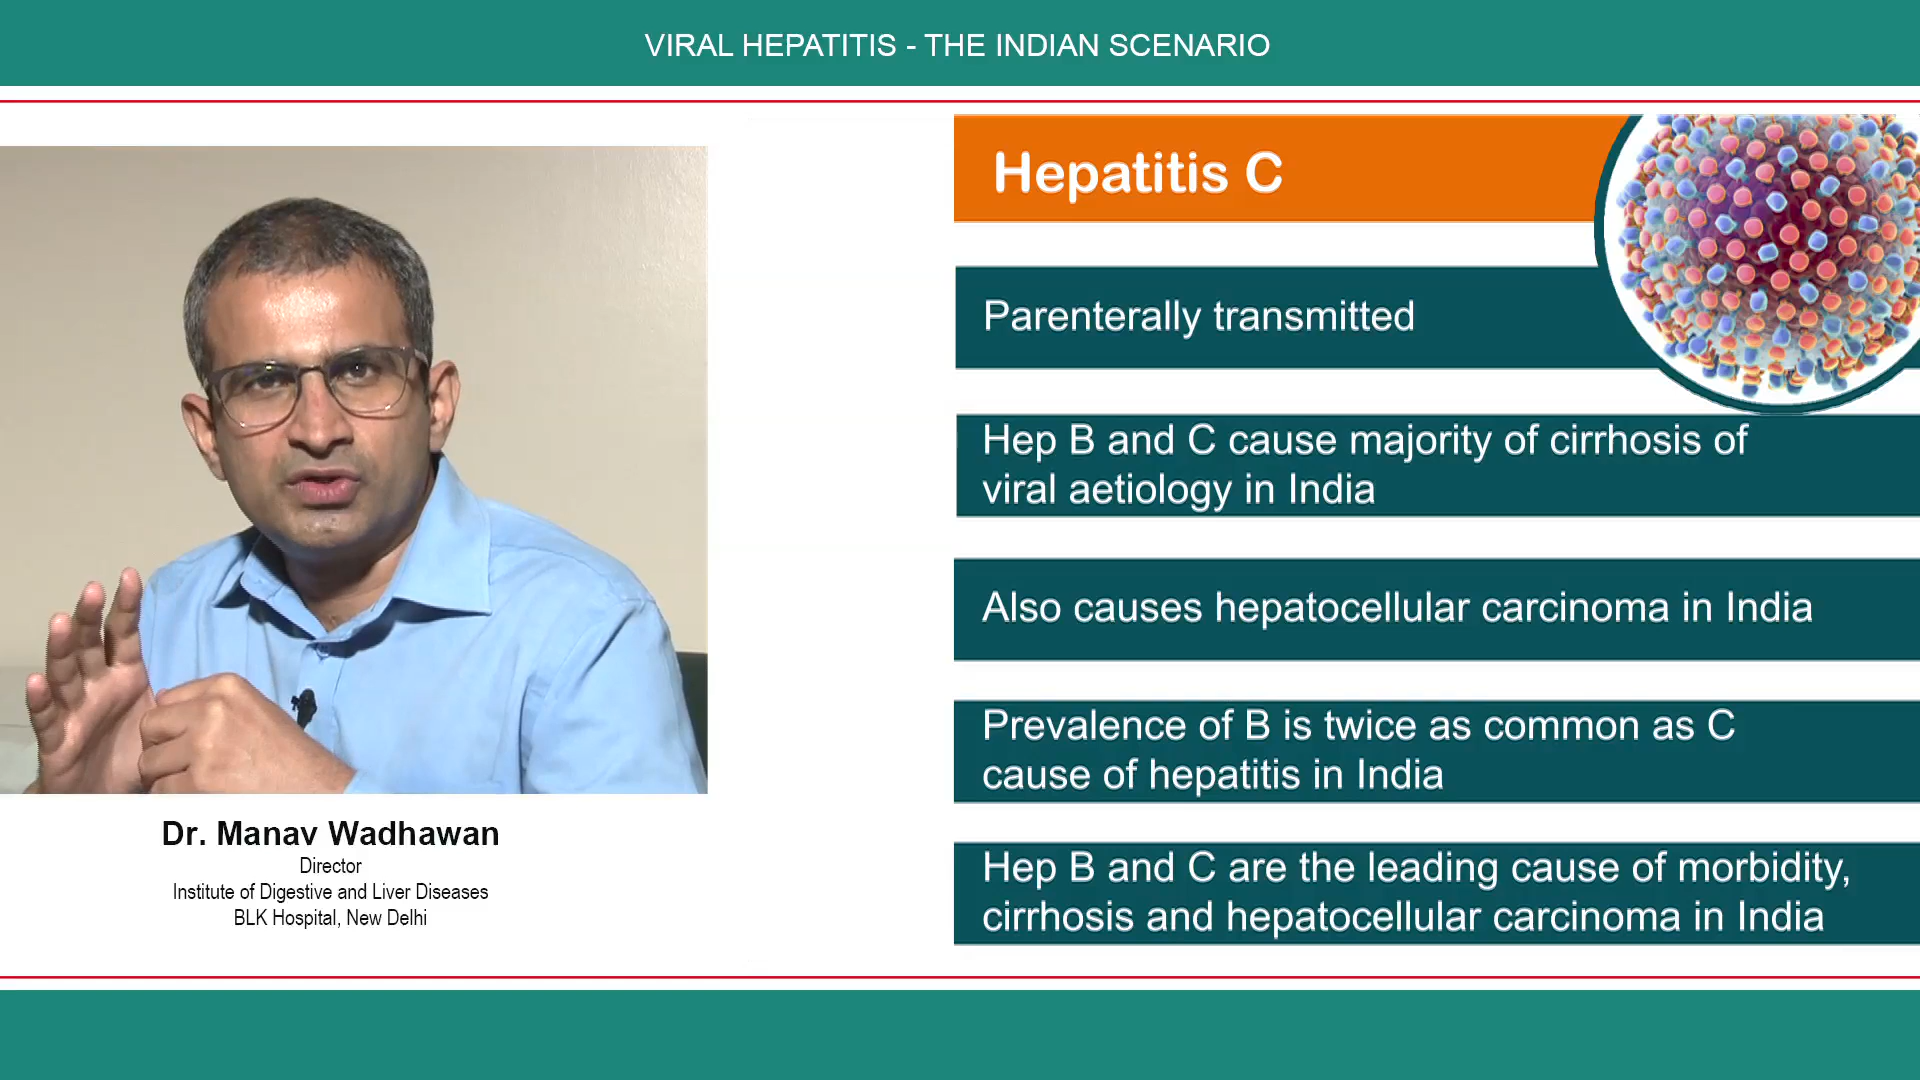 VIRAL HEPATITIS - THE INDIAN SCENARIO
Hepatitis C
Parenterally transmitted
Hep B and C cause majority of cirrhosis of
viral aetiology in India
Also causes hepatocellular carcinoma in India
Prevalence of B is twice as common as C
cause of hepatitis in India
Hep B and C are the leading cause of morbidity,
cirrhosis and hepatocellular carcinoma in India
Dr. Manav Wadhawan
Director
Institute of Digestive and Liver Diseases
BLK Hospital, New Delhi